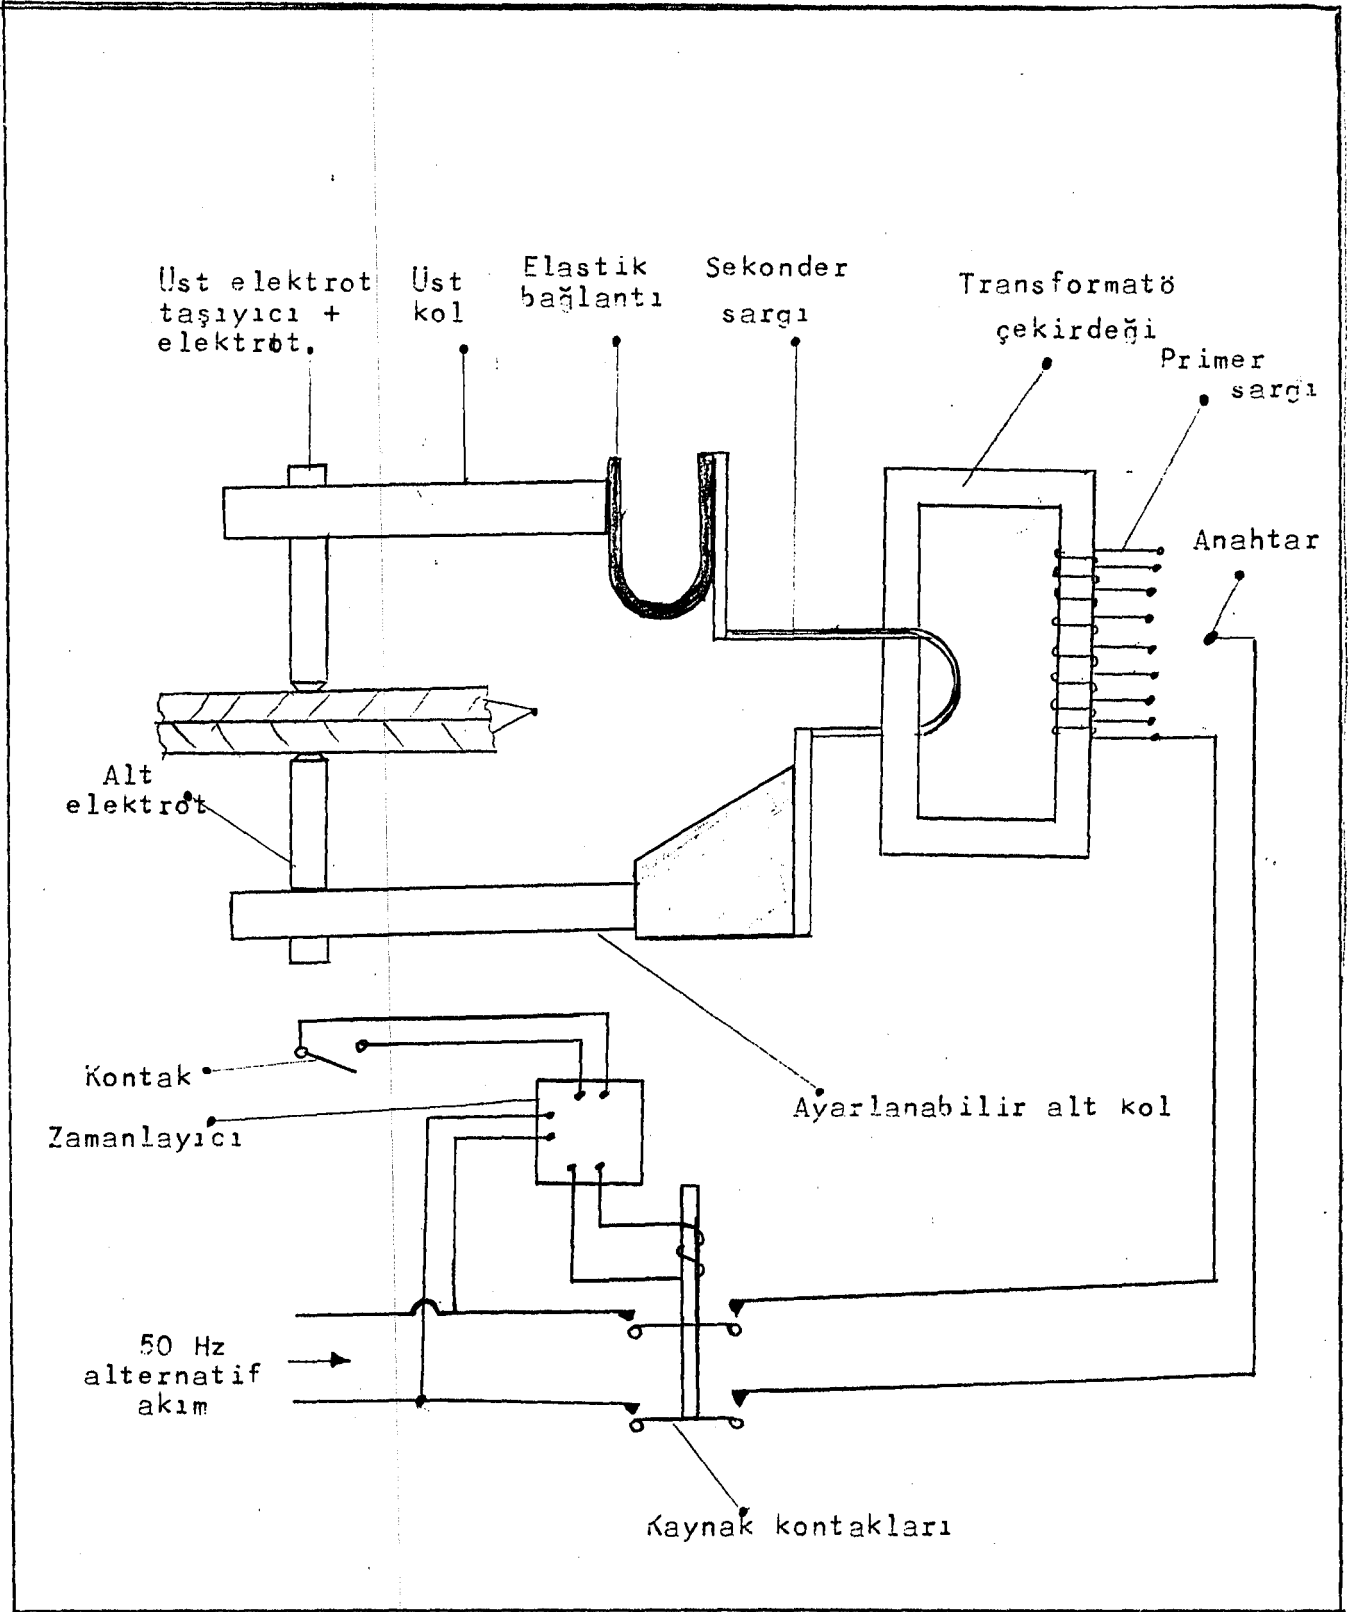 Üst elektrot
taşıyıcı +
elektrot.
Üst
kol
Elastik
bağlantı
Sekonder
sargı
Transformatö
çekirdeği
Primer
sargı
Anahtar
Alt
elektrot
Kontak
Zamanlayıcı
Ayarlanabilir alt kol
50 Hz
alternatif
akım
Kaynak kontakları